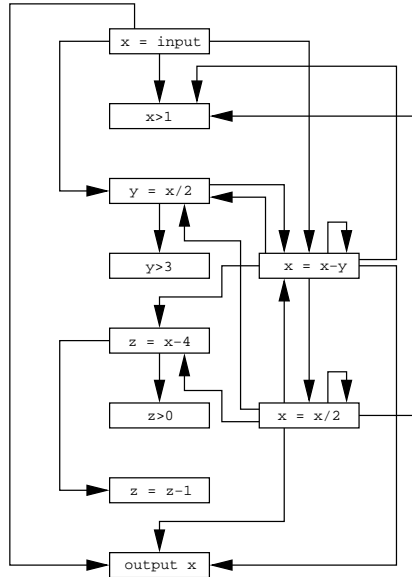 x = input
x>1
y = x/2
y>3
x = x-y
z = x-4
z>0
x = x/2
z = z-1
output x